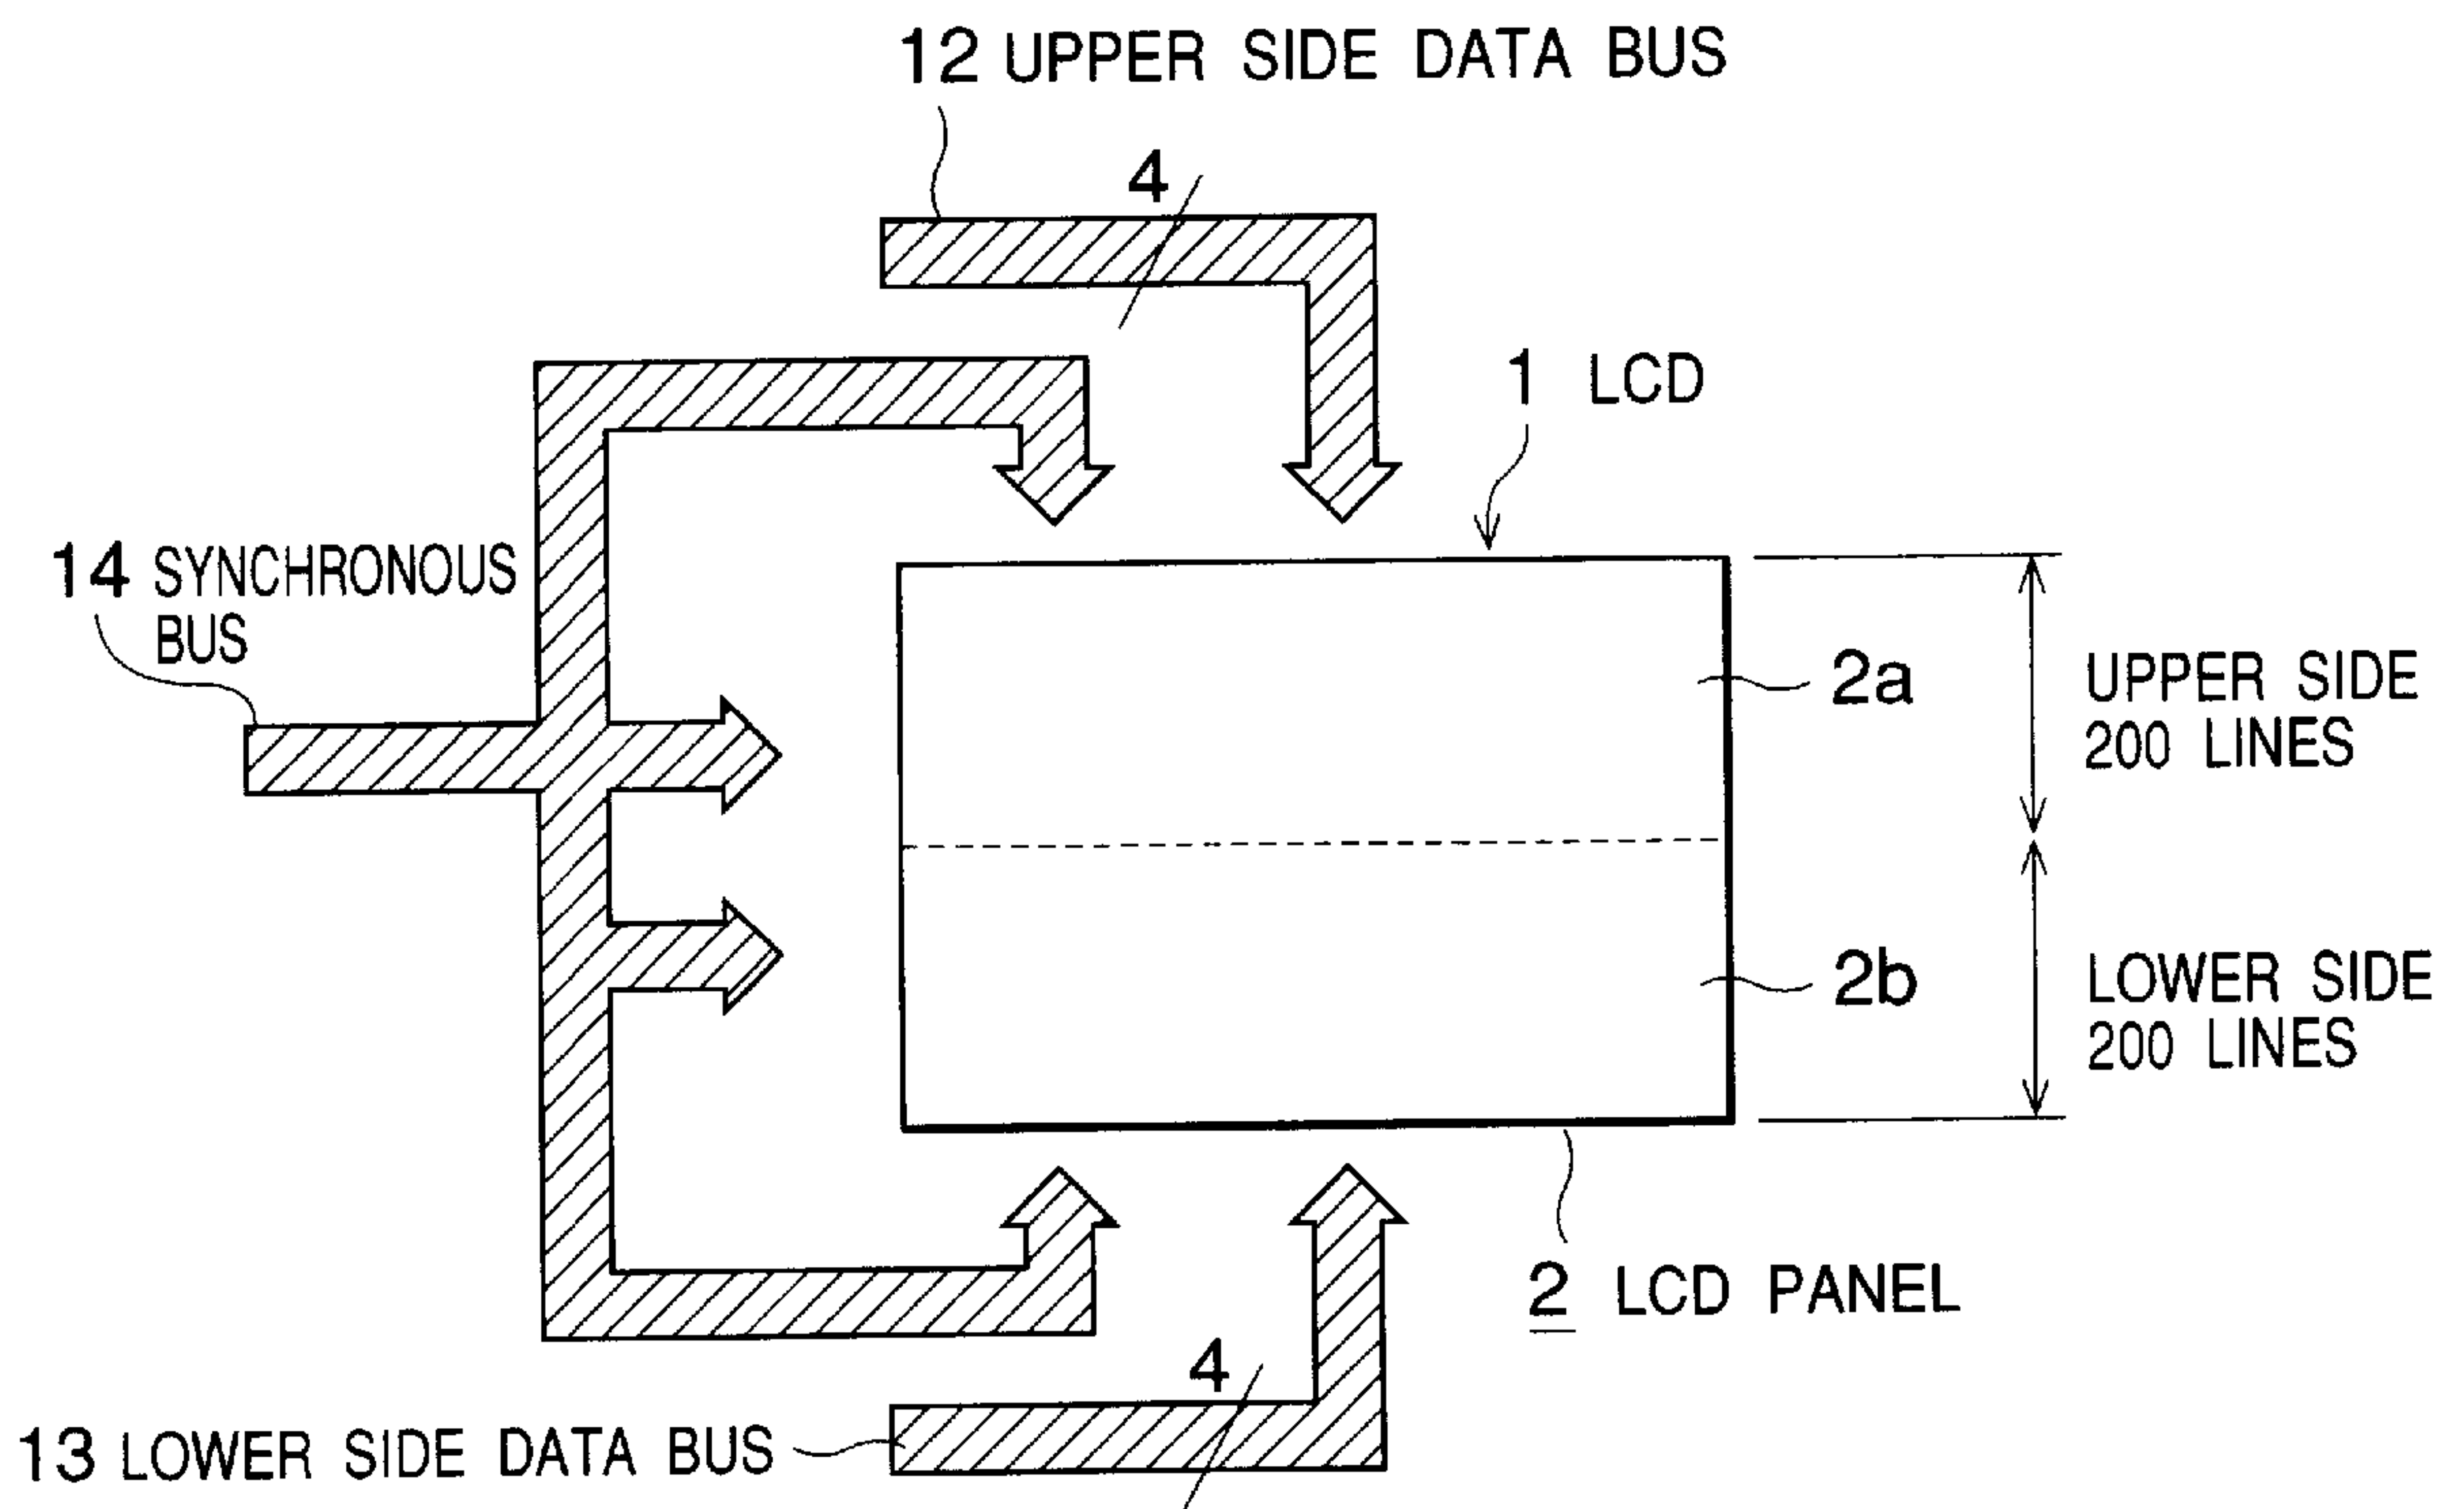 12 UPPER SIDE DATA BUS
4
1 LCD
14 SYNCHRONOUS
BUS
2a
UPPER SIDE
200 LINES
2b
LOWER SIDE
200 LINES
2 LCD PANEL
4
13 LOWER SIDE DATA BUS